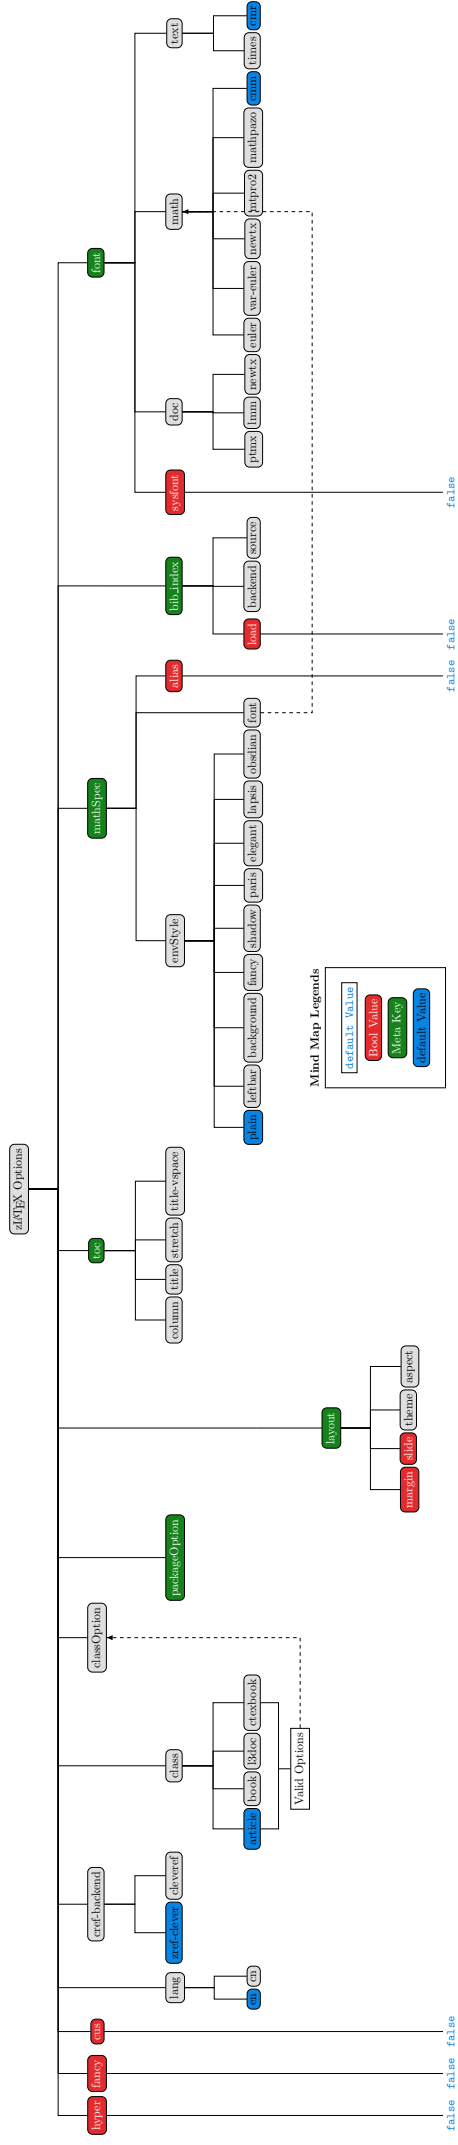 zLATEX Options
hyper
false
fancy
false
cus
false
lang
en
cn
cref-backend
zref-clever
cleveref
class
article
book
l3doc
ctexbook
Valid Options
classOption
packageOption
layout
margin
slide
theme
aspect
toc
column
title
stretch
title-vspace
mathSpec
envStyle
plain
leftbar
background
fancy
shadow
paris
elegant
lapsis
obsdian
font
alias
false
bib_index
load
false
backend
source
font
sysfont
false
doc
ptmx
lmm
newtx
math
euler
var-euler
newtx
mtpro2
mathpazo
cmm
text
times
cmr
Mind Map Legends
default Value
Bool Value
Meta Key
default Value